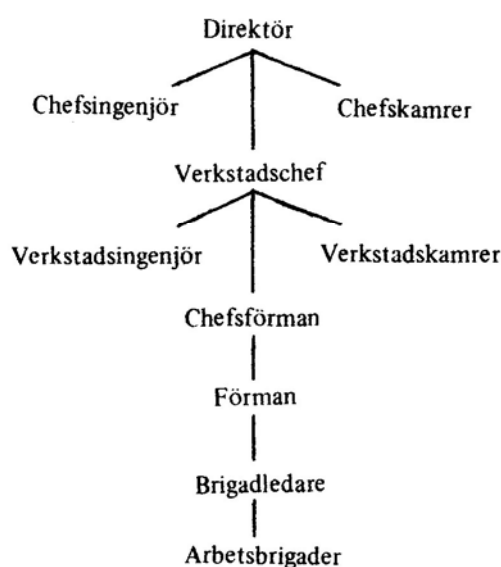 Direktör
Chefsingenjör Chefskamrer
Verkstadschef
Verkstadsingenjör Verkstadskamrer
Chefsförman
Förman
Brigadledare
Arbetsbrigader